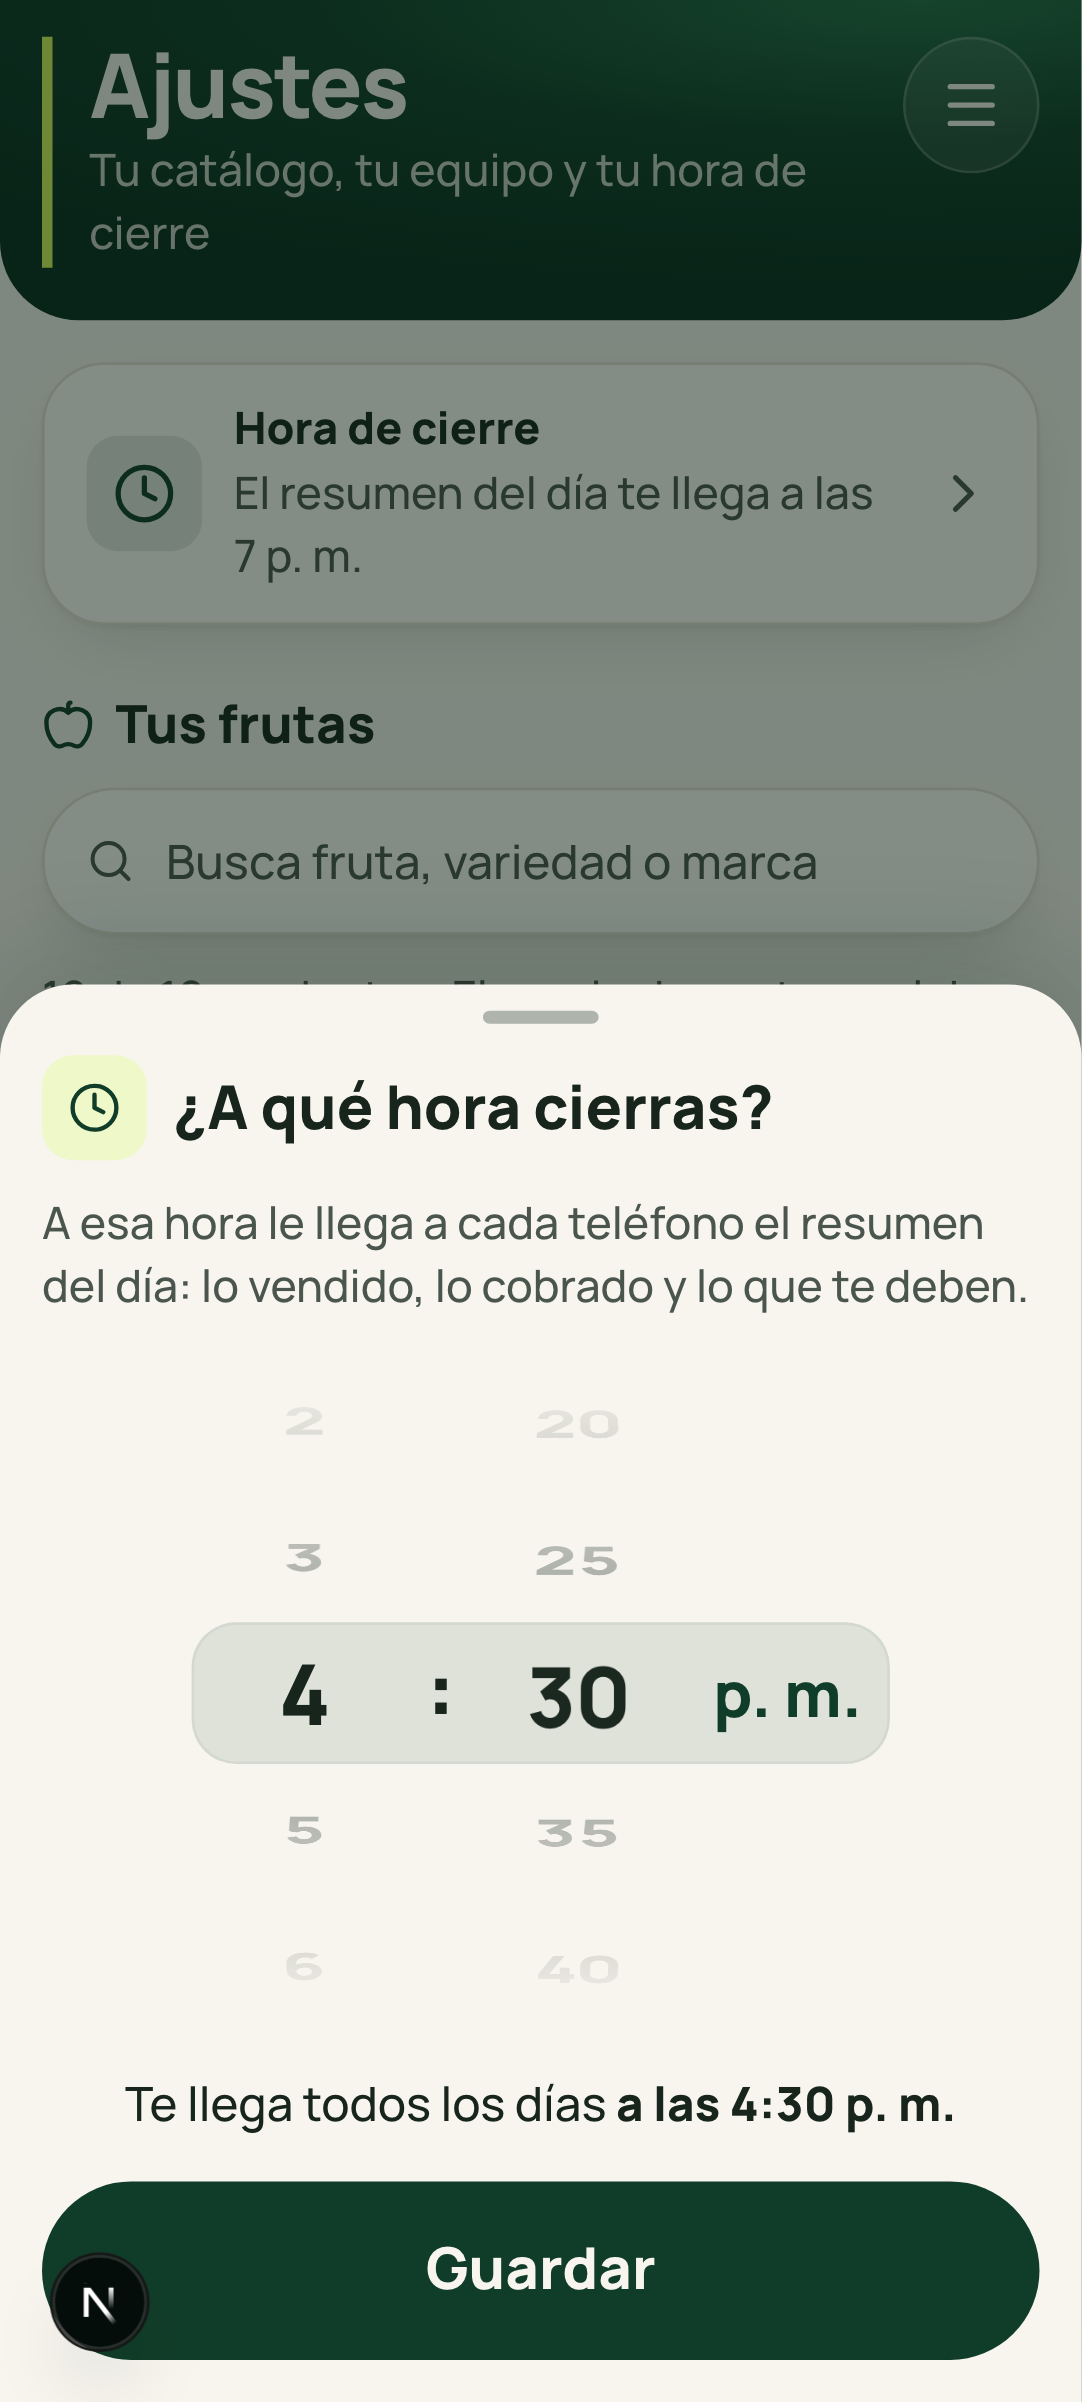 Ajustes
Tu catálogo, tu equipo y tu hora de
cierre
Hora de cierre
El resumen del día te llega a las
7 p. m.
Tus frutas
Busca fruta, variedad o marca
¿A qué hora cierras?
A esa hora le llega a cada teléfono el resumen
del día: lo vendido, lo cobrado y lo que te deben.
2 20
3 25
4 : 30 p. m.
5 35
6 40
Te llega todos los días a las 4:30 p. m.
Guardar
N